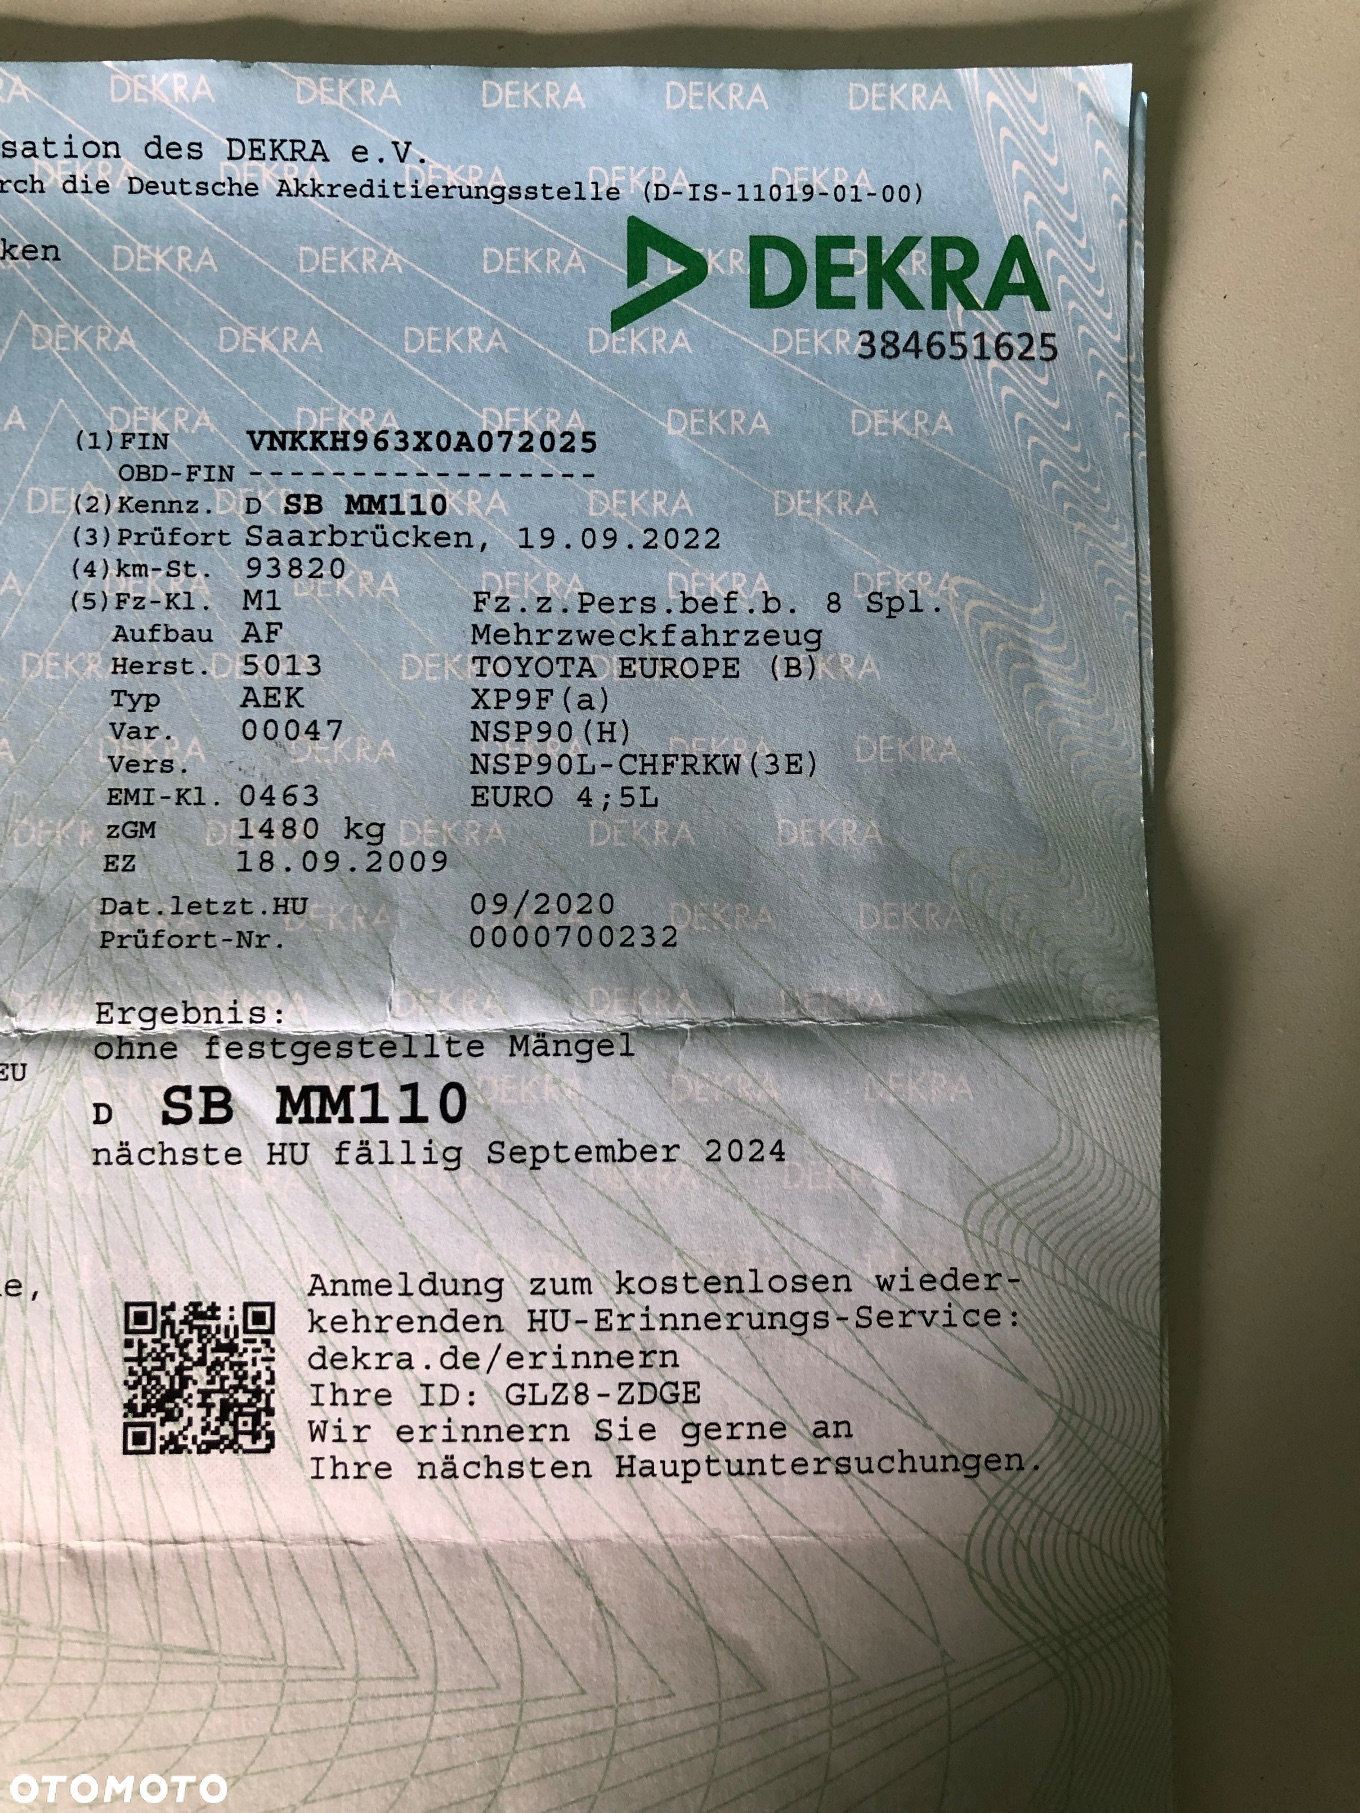 sation des DEKRA e.V.
rch die Deutsche Akkreditierungsstelle (D-IS-11019-01-00)
ken
DEKRA
384651625
(1) FIN VNKKH963X0A072025
OBD-FIN -----------------
(2) Kennz. D SB MM110
(3) Prüfort Saarbrücken, 19.09.2022
(4) km-St. 93820
(5) Fz-Kl. M1 Fz.z.Pers.bef.b. 8 Spl.
Aufbau AF Mehrzweckfahrzeug
Herst. 5013 TOYOTA EUROPE (B)
Typ AEK XP9F(a)
Var. 00047 NSP90(H)
Vers. NSP90L-CHFRKW(3E)
EMI-Kl. 0463 EURO 4;5L
zGM 1480 kg
EZ 18.09.2009
Dat.letzt.HU 09/2020
Prüfort-Nr. 0000700232
Ergebnis:
ohne festgestellte Mängel
EU
D SB MM110
nächste HU fällig September 2024
e,
Anmeldung zum kostenlosen wieder-
kehrenden HU-Erinnerungs-Service:
dekra.de/erinnern
Ihre ID: GLZ8-ZDGE
Wir erinnern Sie gerne an
Ihre nächsten Hauptuntersuchungen.
OTOMOTO